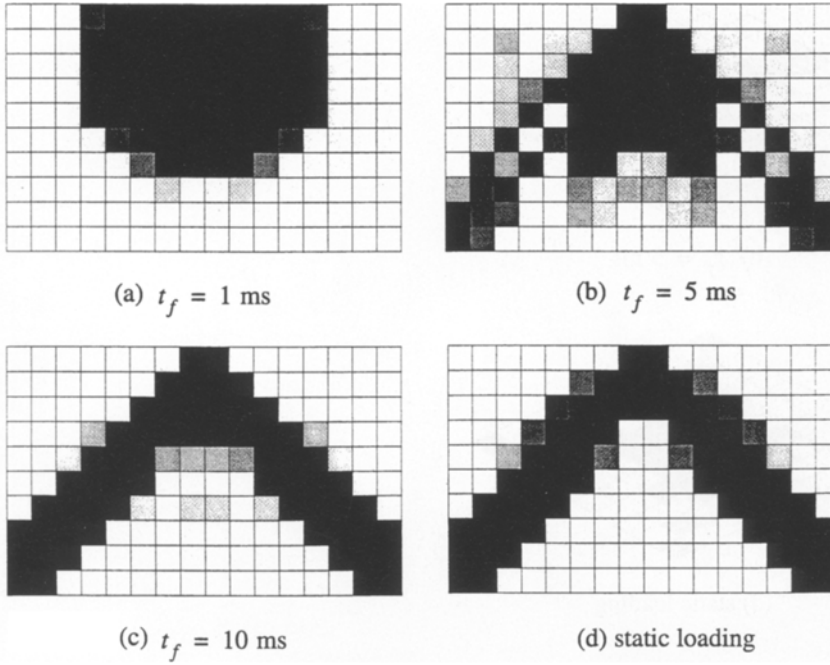 (a) t_f = 1 ms
(b) t_f = 5 ms
(c) t_f = 10 ms
(d) static loading